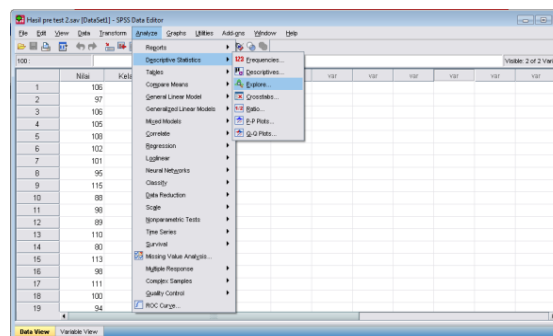 Hasil pre test 2.sav [DataSet1] - SPSS Data Editor
File Edit View Data Transform Analyze Graphs Utilities Add-ons Window Help
100 :
Visible: 2 of 2 Var
Nilai Kela var var var var var var
1 106
2 97
3 106
4 105
5 108
6 102
7 101
8 95
9 115
10 88
11 98
12 89
13 110
14 80
15 113
16 98
17 111
18 100
19 94
Reports
Descriptive Statistics
Tables
Compare Means
General Linear Model
Generalized Linear Models
Mixed Models
Correlate
Regression
Loglinear
Neural Networks
Classify
Data Reduction
Scale
Nonparametric Tests
Time Series
Survival
Missing Value Analysis...
Multiple Response
Complex Samples
Quality Control
ROC Curve...
123 Frequencies...
Descriptives...
Explore...
Crosstabs...
1/2 Ratio...
P-P Plots...
Q-Q Plots...
Data View Variable View